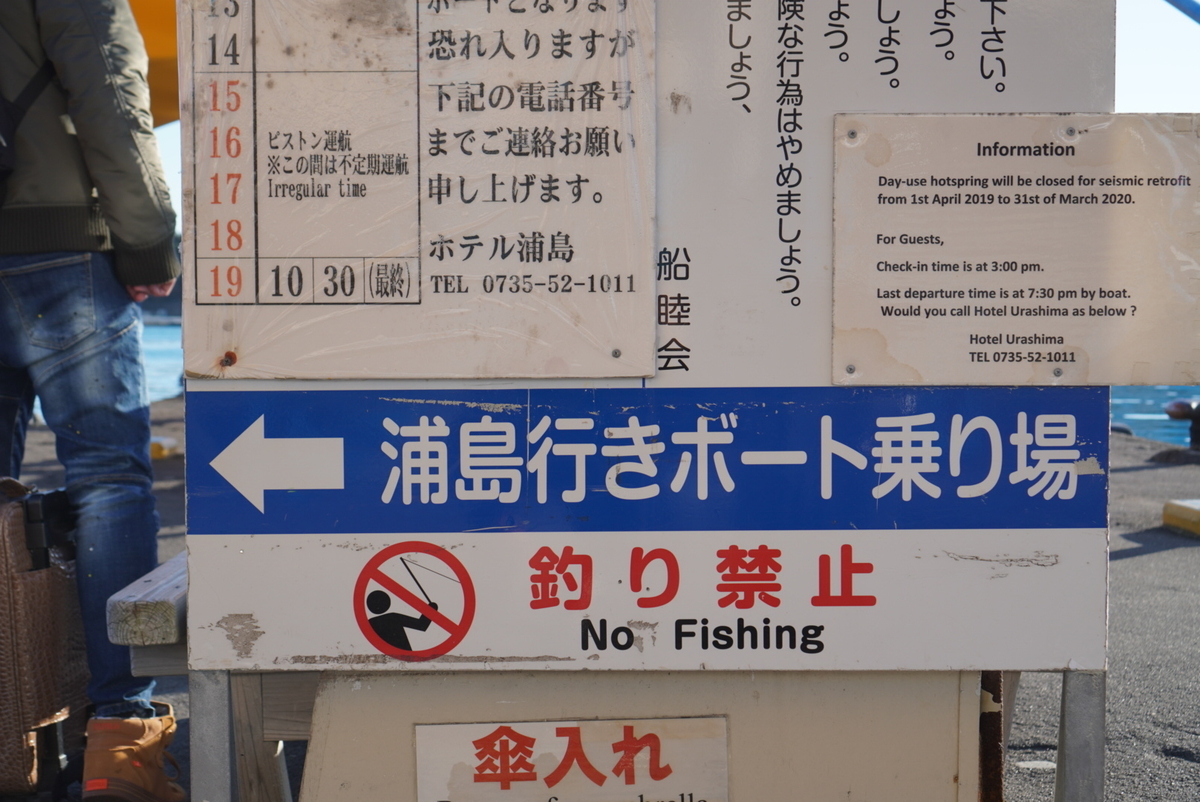 13
14
15
16
17
18
19
ピストン運航
※この間は不定期運航
Irregular time
10 30 (最終)
ボートとなります
恐れ入りますが
下記の電話番号
までご連絡お願い
申し上げます。
ホテル浦島
TEL 0735-52-1011
下さい。
ょう。
しょう。
ょう。
険な行為はやめましょう。
ましょう、
船睦会
Information
Day-use hotspring will be closed for seismic retrofit
from 1st April 2019 to 31st of March 2020.
For Guests,
Check-in time is at 3:00 pm.
Last departure time is at 7:30 pm by boat.
Would you call Hotel Urashima as below ?
Hotel Urashima
TEL 0735-52-1011
浦島行きボート乗り場
釣り禁止
No Fishing
傘入れ